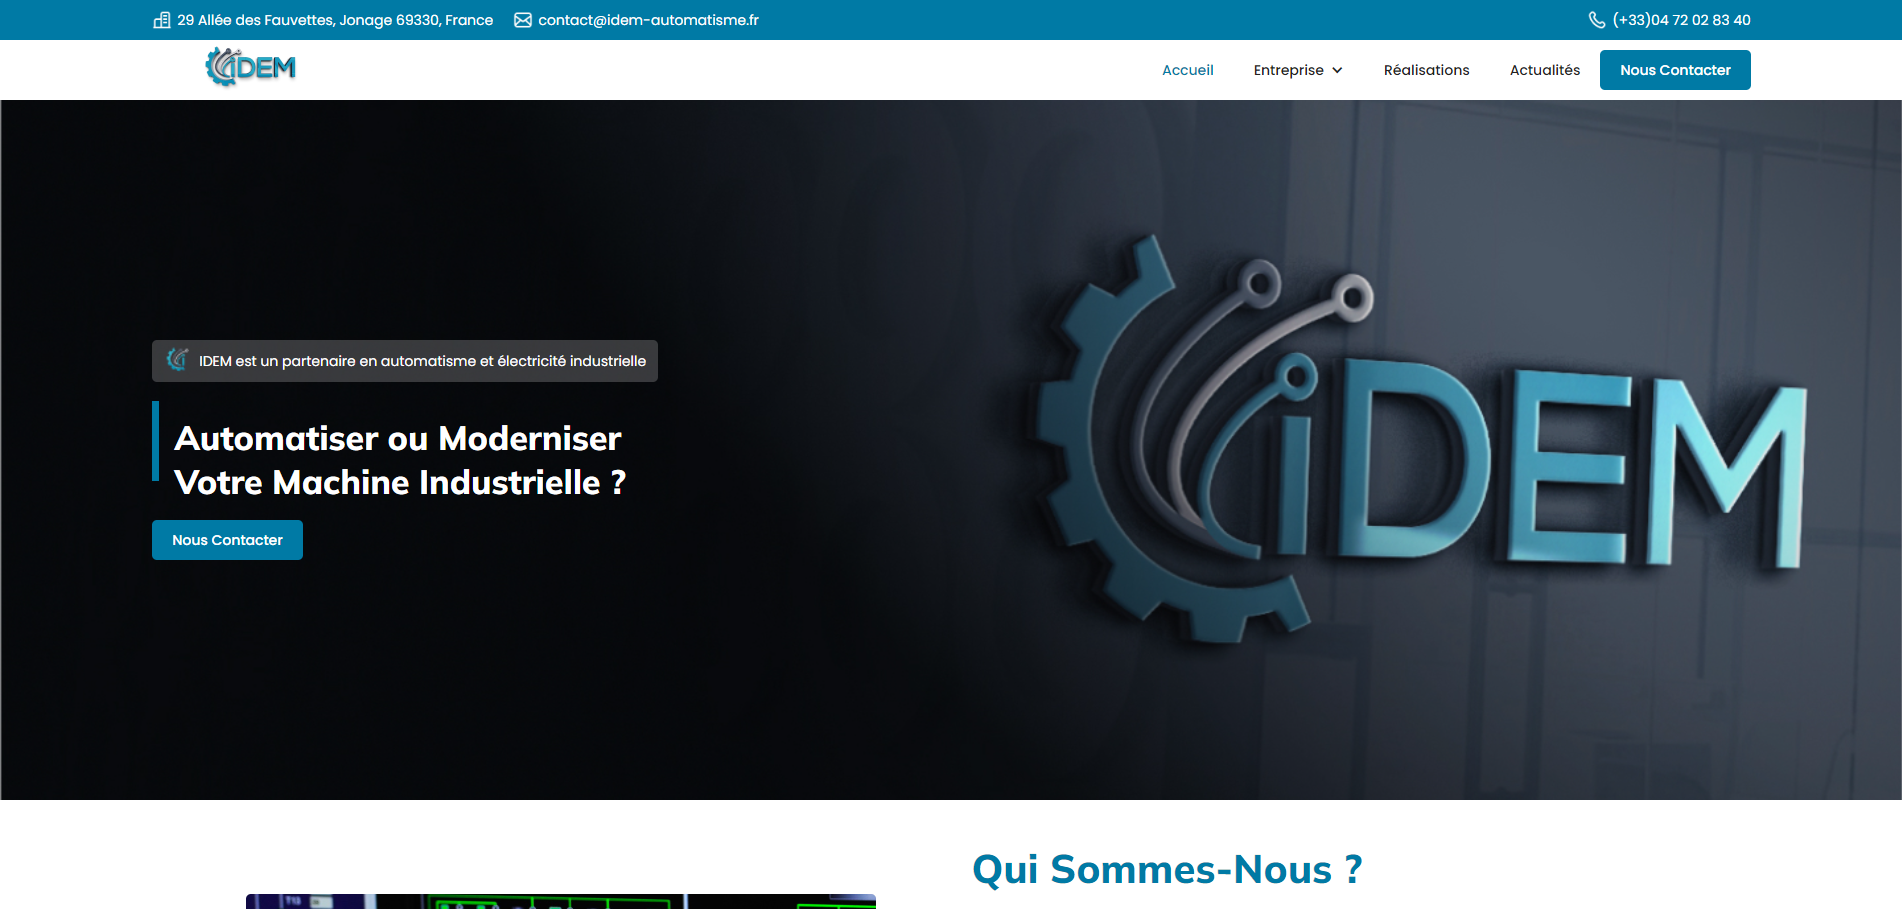 29 Allée des Fauvettes, Jonage 69330, France
contact@idem-automatisme.fr
(+33)04 72 02 83 40
iDEM
Accueil
Entreprise
Réalisations
Actualités
Nous Contacter
IDEM est un partenaire en automatisme et électricité industrielle
Automatiser ou Moderniser
Votre Machine Industrielle ?
Nous Contacter
iDEM
Qui Sommes-Nous ?
T13